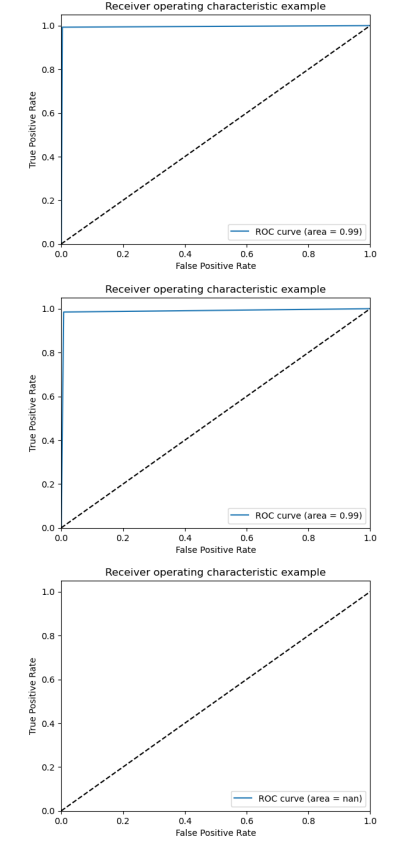 Receiver operating characteristic example
1.0
0.8
0.6
0.4
0.2
0.0
True Positive Rate
ROC curve (area = 0.99)
0.0 0.2 0.4 0.6 0.8 1.0
False Positive Rate
Receiver operating characteristic example
1.0
0.8
0.6
0.4
0.2
0.0
True Positive Rate
ROC curve (area = 0.99)
0.0 0.2 0.4 0.6 0.8 1.0
False Positive Rate
Receiver operating characteristic example
1.0
0.8
0.6
0.4
0.2
0.0
True Positive Rate
ROC curve (area = nan)
0.0 0.2 0.4 0.6 0.8 1.0
False Positive Rate